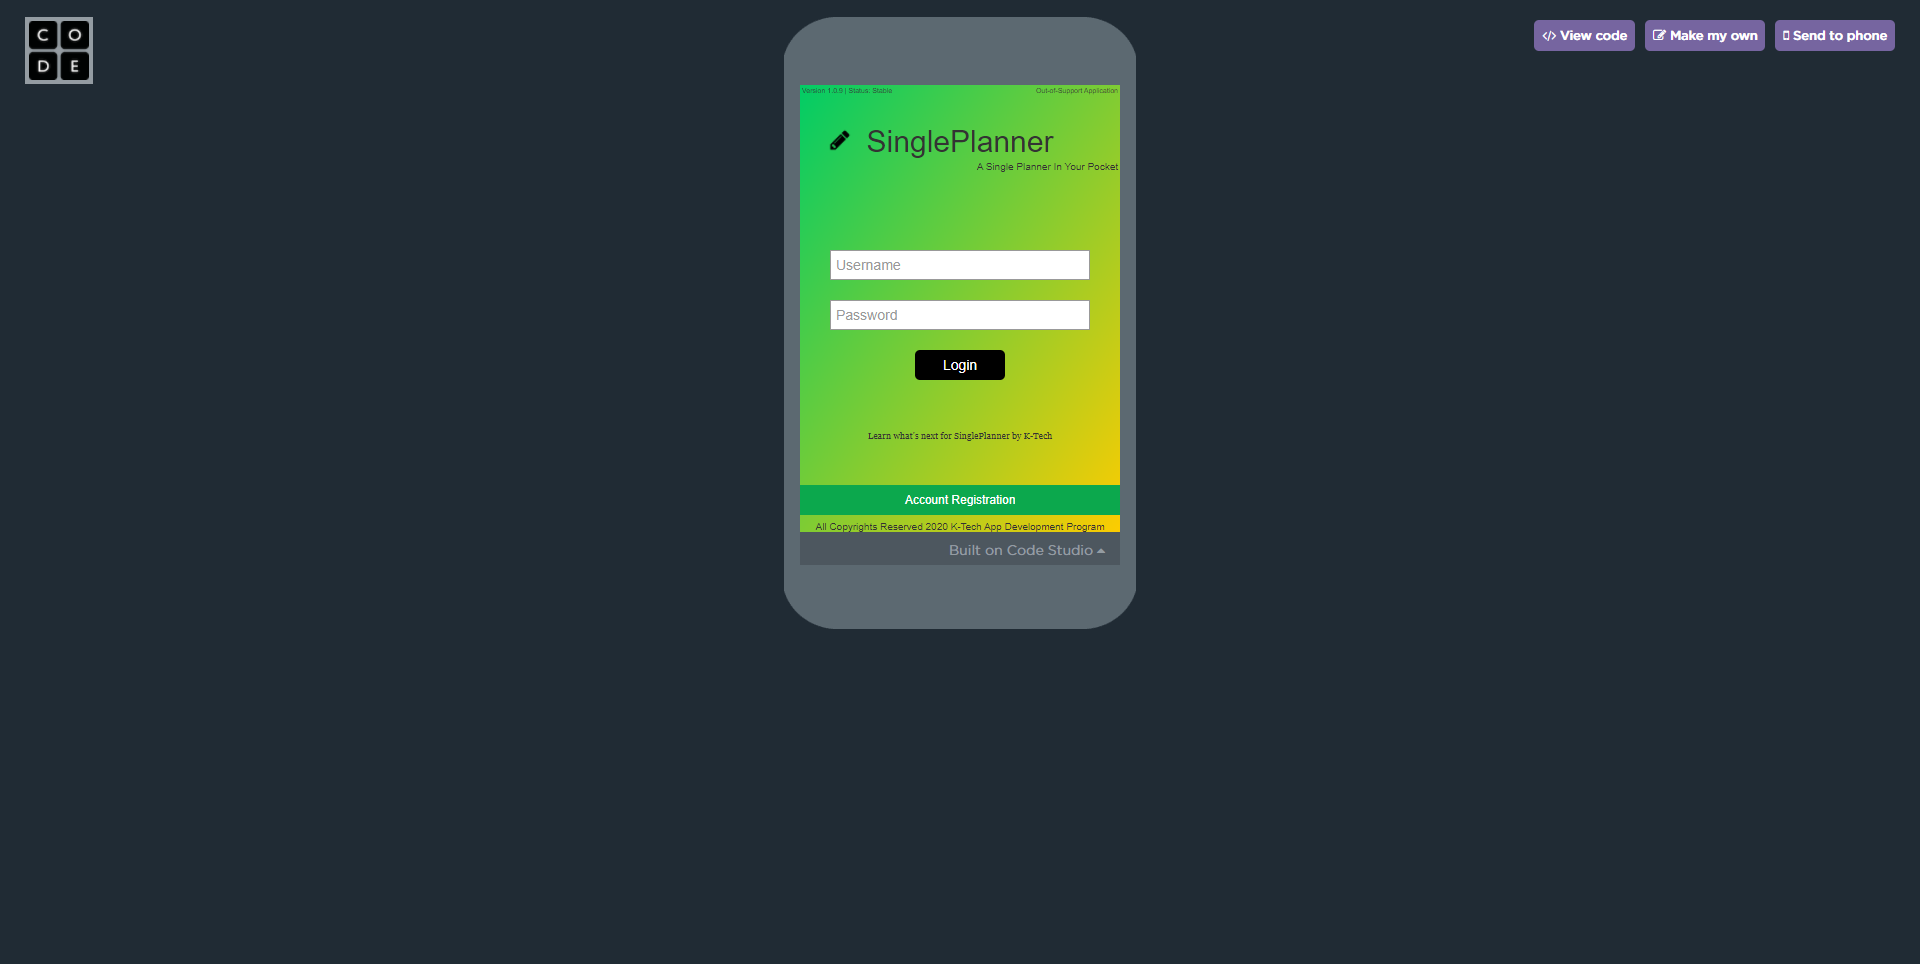 C O
D E
View code
Make my own
Send to phone
Version 1.0.9 | Status: Stable
Out-of-Support Application
SinglePlanner
A Single Planner In Your Pocket
Username
Password
Login
Learn what's next for SinglePlanner by K-Tech
Account Registration
All Copyrights Reserved 2020 K-Tech App Development Program
Built on Code Studio